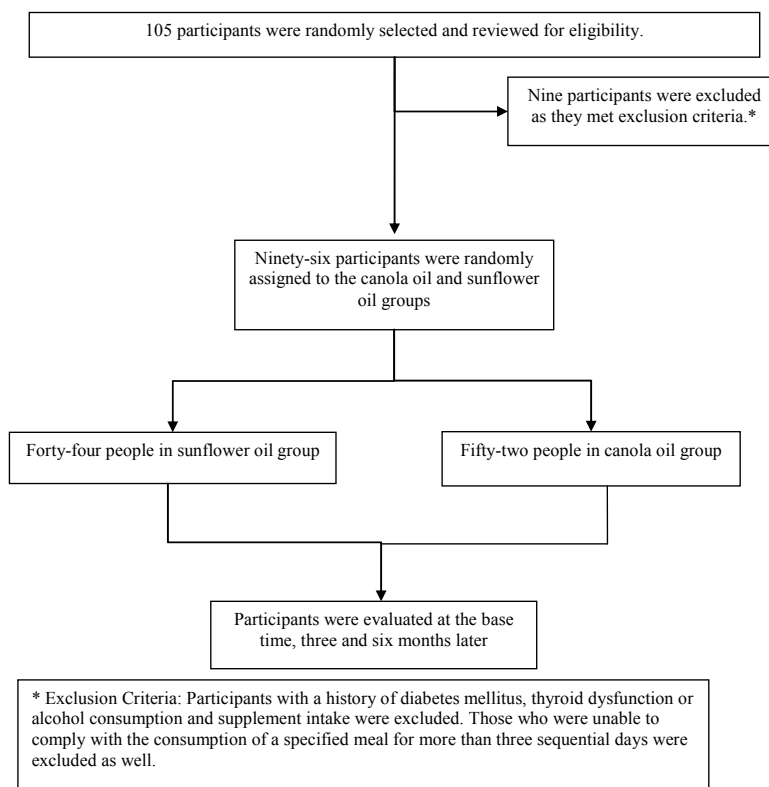 105 participants were randomly selected and reviewed for eligibility.
Nine participants were excluded
as they met exclusion criteria.*
Ninety-six participants were randomly
assigned to the canola oil and sunflower
oil groups
Forty-four people in sunflower oil group
Fifty-two people in canola oil group
Participants were evaluated at the base
time, three and six months later
* Exclusion Criteria: Participants with a history of diabetes mellitus, thyroid dysfunction or
alcohol consumption and supplement intake were excluded. Those who were unable to
comply with the consumption of a specified meal for more than three sequential days were
excluded as well.